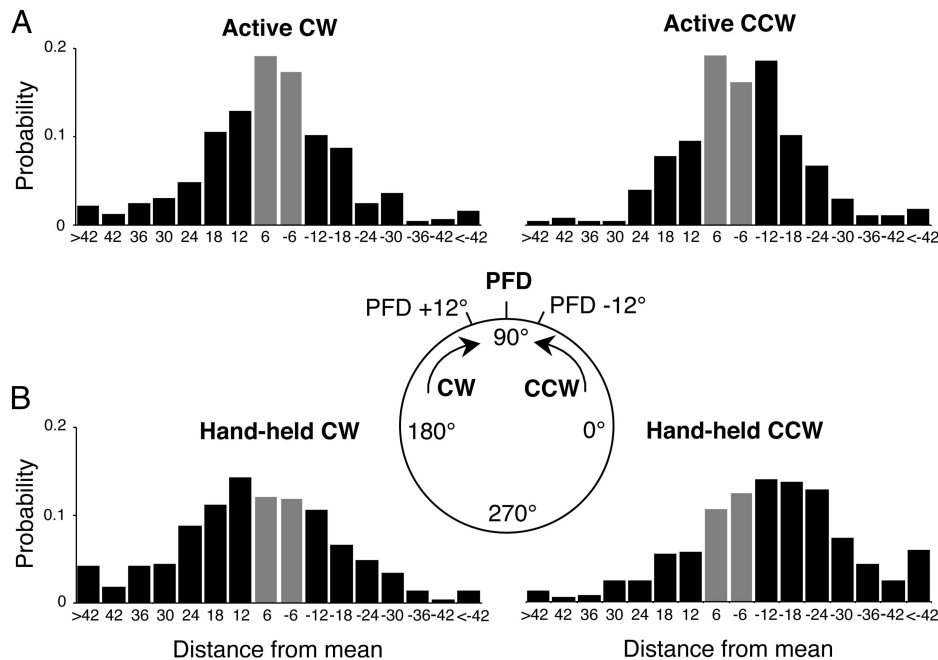 A
Active CW
Active CCW
Probability
0.2
0.1
0
>42 42 36 30 24 18 12 6 -6 -12 -18 -24 -30 -36 -42 <-42
>42 42 36 30 24 18 12 6 -6 -12 -18 -24 -30 -36 -42 <-42
PFD
PFD +12°
PFD -12°
90°
CW
CCW
180°
0°
270°
B
Hand-held CW
Hand-held CCW
Probability
0.2
0.1
0
>42 42 36 30 24 18 12 6 -6 -12 -18 -24 -30 -36 -42 <-42
>42 42 36 30 24 18 12 6 -6 -12 -18 -24 -30 -36 -42 <-42
Distance from mean
Distance from mean